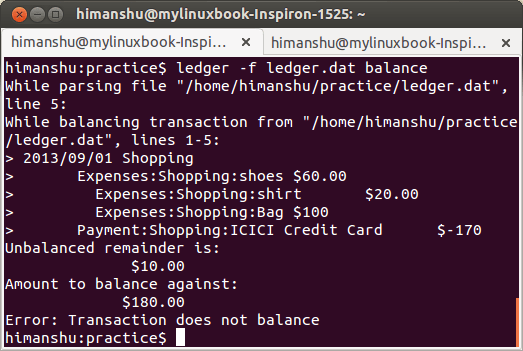 himanshu@mylinuxbook-Inspiron-1525: ~
himanshu@mylinuxbook-Inspi... × himanshu@mylinuxbook-Inspi... ×
himanshu:practice$ ledger -f ledger.dat balance
While parsing file "/home/himanshu/practice/ledger.dat",
line 5:
While balancing transaction from "/home/himanshu/practice
/ledger.dat", lines 1-5:
> 2013/09/01 Shopping
>       Expenses:Shopping:shoes $60.00
>         Expenses:Shopping:shirt       $20.00
>         Expenses:Shopping:Bag $100
>       Payment:Shopping:ICICI Credit Card      $-170
Unbalanced remainder is:
              $10.00
Amount to balance against:
             $180.00
Error: Transaction does not balance
himanshu:practice$